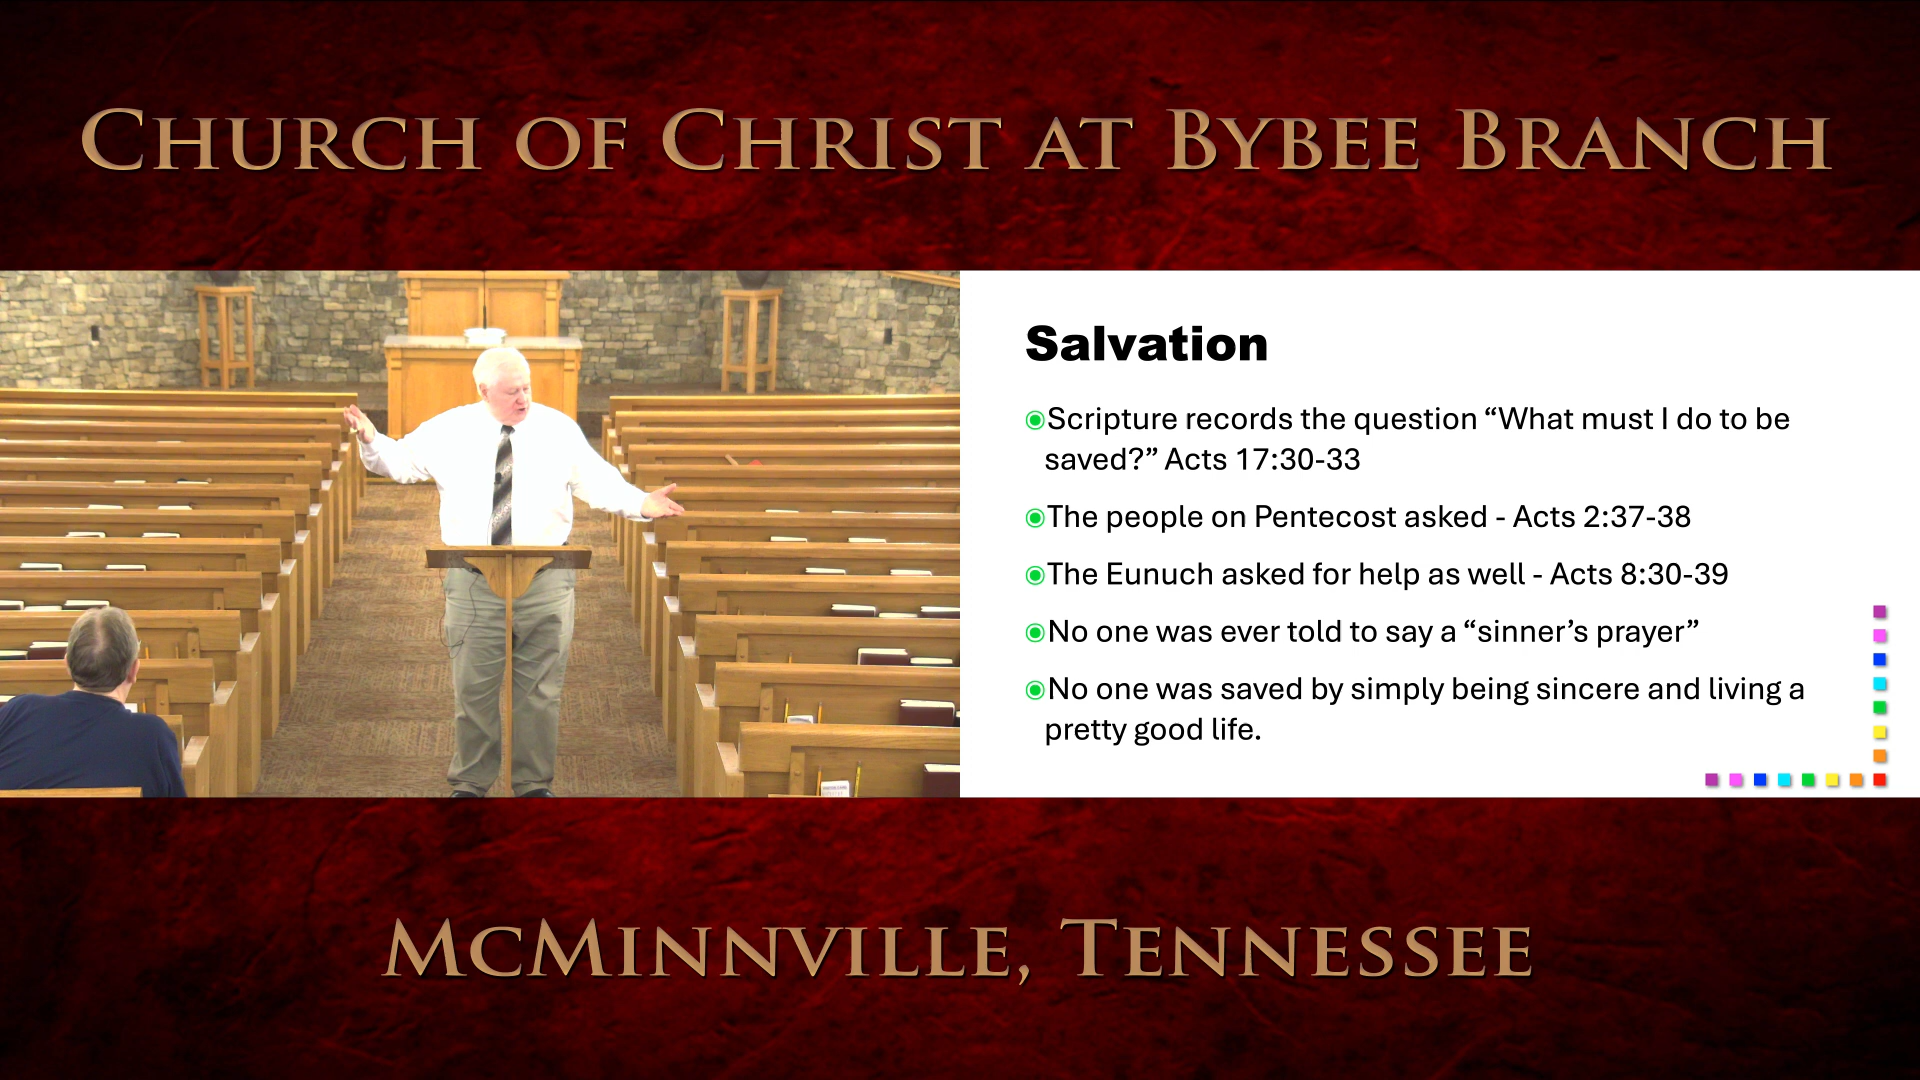 Church of Christ at Bybee Branch
Salvation
Scripture records the question “What must I do to be
saved?” Acts 17:30-33
The people on Pentecost asked - Acts 2:37-38
The Eunuch asked for help as well - Acts 8:30-39
No one was ever told to say a “sinner’s prayer”
No one was saved by simply being sincere and living a
pretty good life.
McMinnville, Tennessee